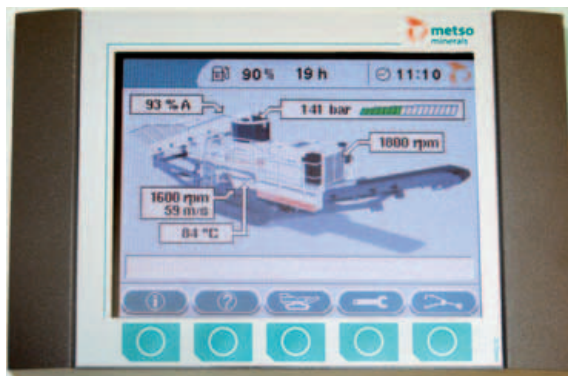 metso
minerals
90 % 19 h 11:10
93 % A
141 bar
1800 rpm
1600 rpm
59 m/s
84 °C
i ?